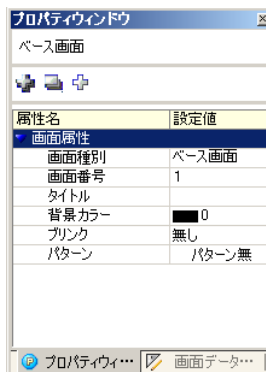 プロパティウィンドウ
ベース画面
属性名 設定値
画面属性
画面種別 ベース画面
画面番号 1
タイトル
背景カラー 0
ブリンク 無し
パターン パターン無
プロパティウィ… 画面データ…